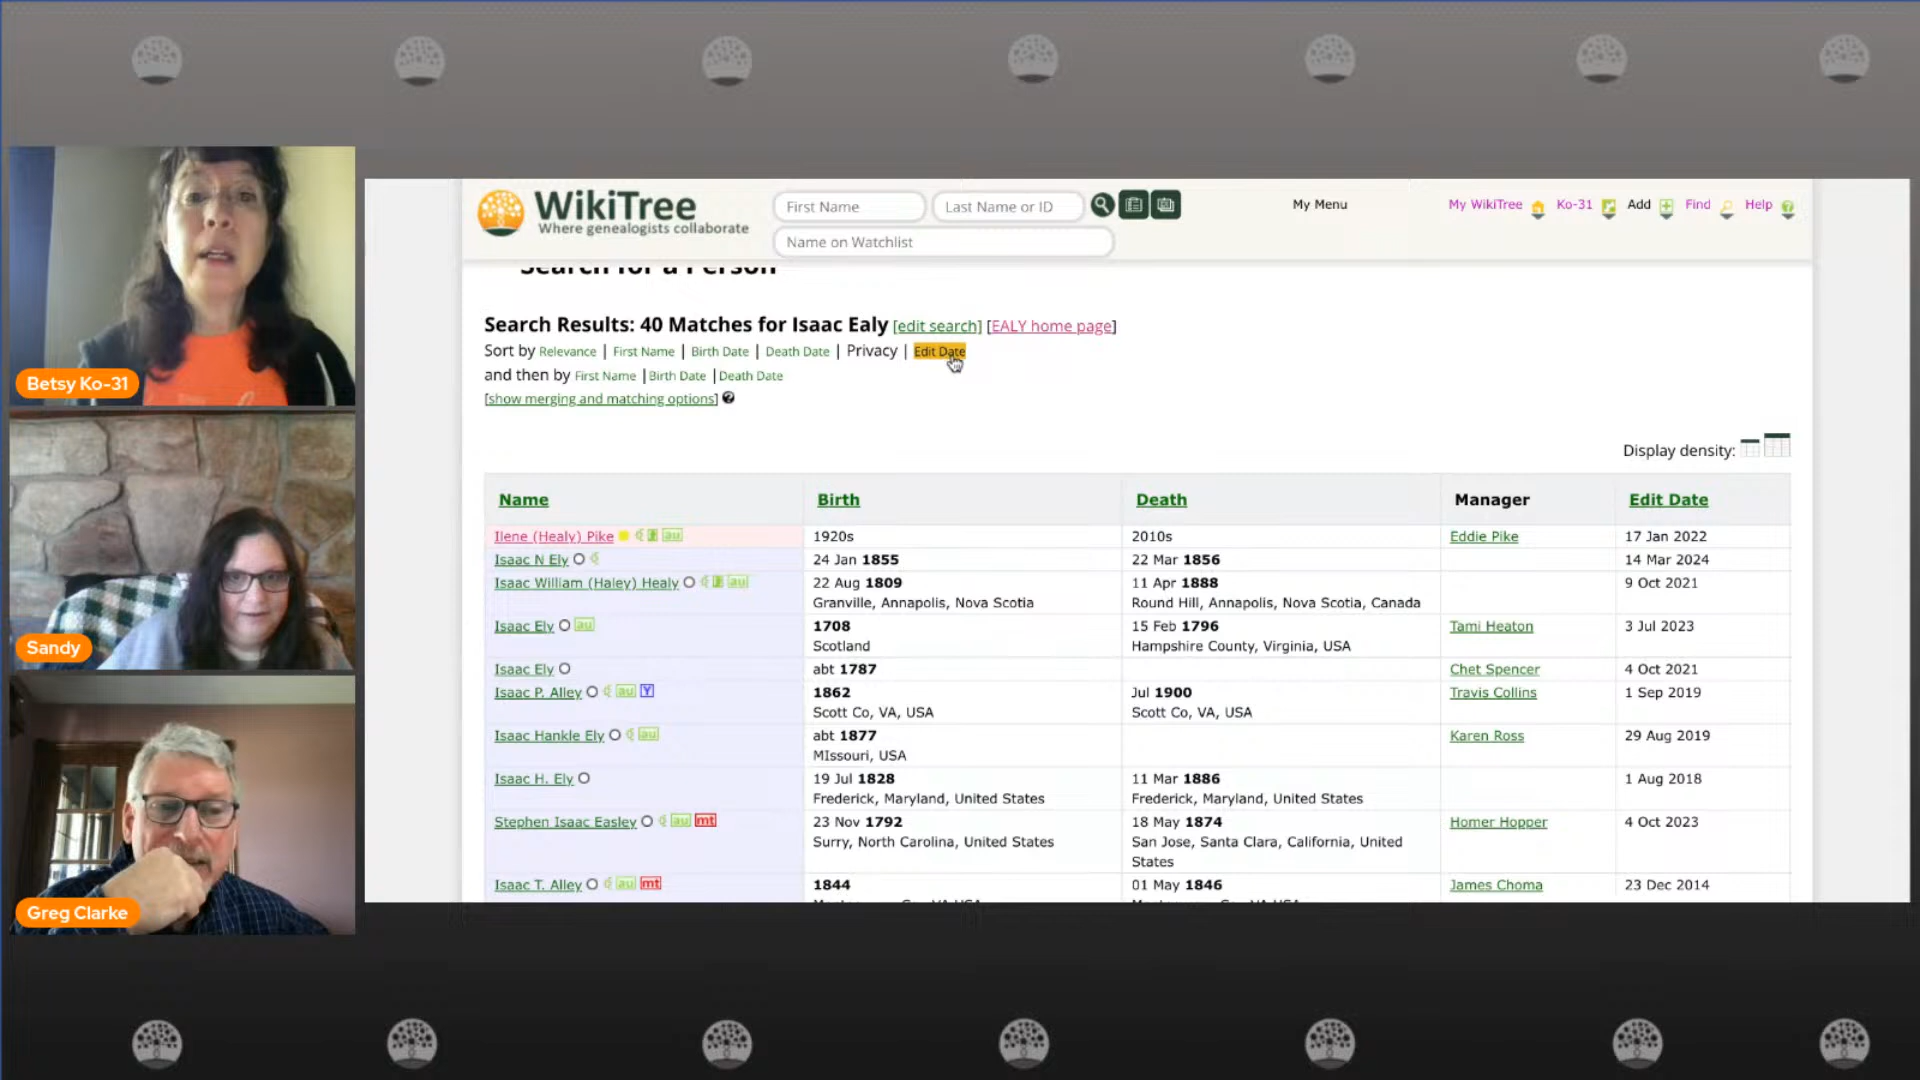 WikiTree
Where genealogists collaborate
First Name
Last Name or ID
Name on Watchlist
My Menu
My WikiTree
Ko-31
Add
Find
Help
Search for a Person
Search Results: 40 Matches for Isaac Ealy [edit search] [EALY home page]
Sort by Relevance | First Name | Birth Date | Death Date | Privacy | Edit Date
and then by First Name |Birth Date |Death Date
[show merging and matching options]
Display density:
Name Birth Death Manager Edit Date
Ilene (Healy) Pike au 1920s 2010s Eddie Pike 17 Jan 2022
Isaac N Ely 24 Jan 1855 22 Mar 1856 14 Mar 2024
Isaac William (Haley) Healy au 22 Aug 1809 11 Apr 1888 9 Oct 2021
Granville, Annapolis, Nova Scotia Round Hill, Annapolis, Nova Scotia, Canada
Isaac Ely au 1708 15 Feb 1796 Tami Heaton 3 Jul 2023
Scotland Hampshire County, Virginia, USA
Isaac Ely abt 1787 Chet Spencer 4 Oct 2021
Isaac P. Alley au Y 1862 Jul 1900 Travis Collins 1 Sep 2019
Scott Co, VA, USA Scott Co, VA, USA
Isaac Hankle Ely au abt 1877 Karen Ross 29 Aug 2019
MIssouri, USA
Isaac H. Ely 19 Jul 1828 11 Mar 1886 1 Aug 2018
Frederick, Maryland, United States Frederick, Maryland, United States
Stephen Isaac Easley au mt 23 Nov 1792 18 May 1874 Homer Hopper 4 Oct 2023
Surry, North Carolina, United States San Jose, Santa Clara, California, United
States
Isaac T. Alley au mt 1844 01 May 1846 James Choma 23 Dec 2014
Betsy Ko-31
Sandy
Greg Clarke